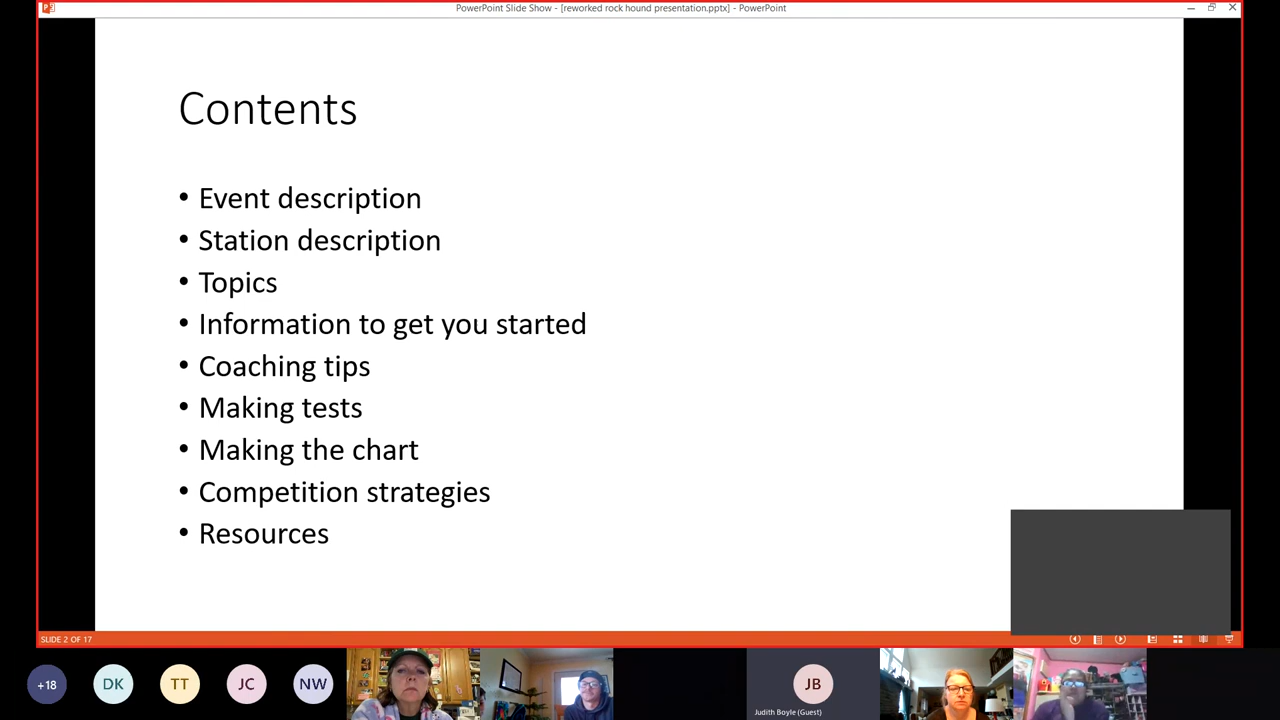 PowerPoint Slide Show - [reworked rock hound presentation.pptx] - PowerPoint
Contents
• Event description
• Station description
• Topics
• Information to get you started
• Coaching tips
• Making tests
• Making the chart
• Competition strategies
• Resources
SLIDE 2 OF 17
+18 DK TT JC NW JB
Judith Boyle (Guest)